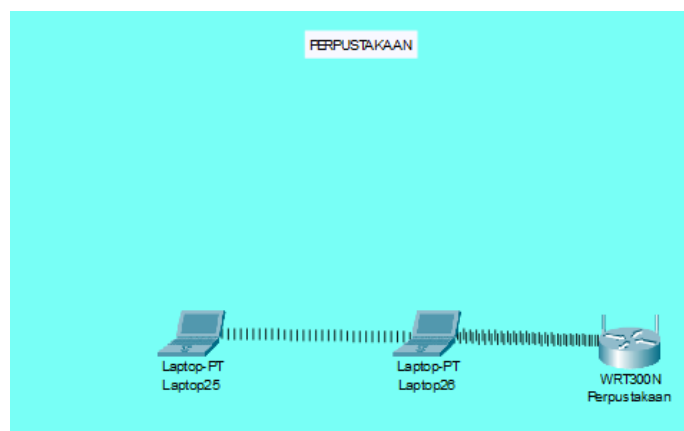 PERPUSTAKAAN
Laptop-PT
Laptop25
Laptop-PT
Laptop26
WRT300N
Perpustakaan